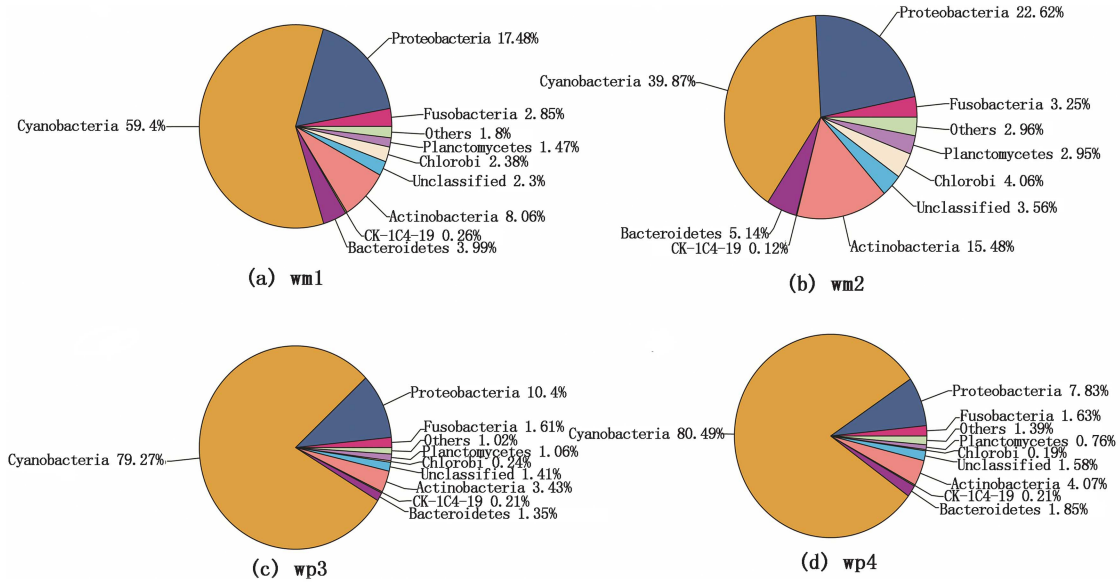 Proteobacteria 17.48%
Cyanobacteria 59.4%
Fusobacteria 2.85%
Others 1.8%
Planctomycetes 1.47%
Chlorobi 2.38%
Unclassified 2.3%
Actinobacteria 8.06%
CK-1C4-19 0.26%
Bacteroidetes 3.99%
(a) wm1
Proteobacteria 22.62%
Cyanobacteria 39.87%
Fusobacteria 3.25%
Others 2.96%
Planctomycetes 2.95%
Chlorobi 4.06%
Unclassified 3.56%
Actinobacteria 15.48%
Bacteroidetes 5.14%
CK-1C4-19 0.12%
(b) wm2
Proteobacteria 10.4%
Fusobacteria 1.61%
Others 1.02%
Planctomycetes 1.06%
Cyanobacteria 79.27%
Chlorobi 0.24%
Unclassified 1.41%
Actinobacteria 3.43%
CK-1C4-19 0.21%
Bacteroidetes 1.35%
(c) wp3
Proteobacteria 7.83%
Fusobacteria 1.63%
Others 1.39%
Cyanobacteria 80.49%
Planctomycetes 0.76%
Chlorobi 0.19%
Unclassified 1.58%
Actinobacteria 4.07%
CK-1C4-19 0.21%
Bacteroidetes 1.85%
(d) wp4